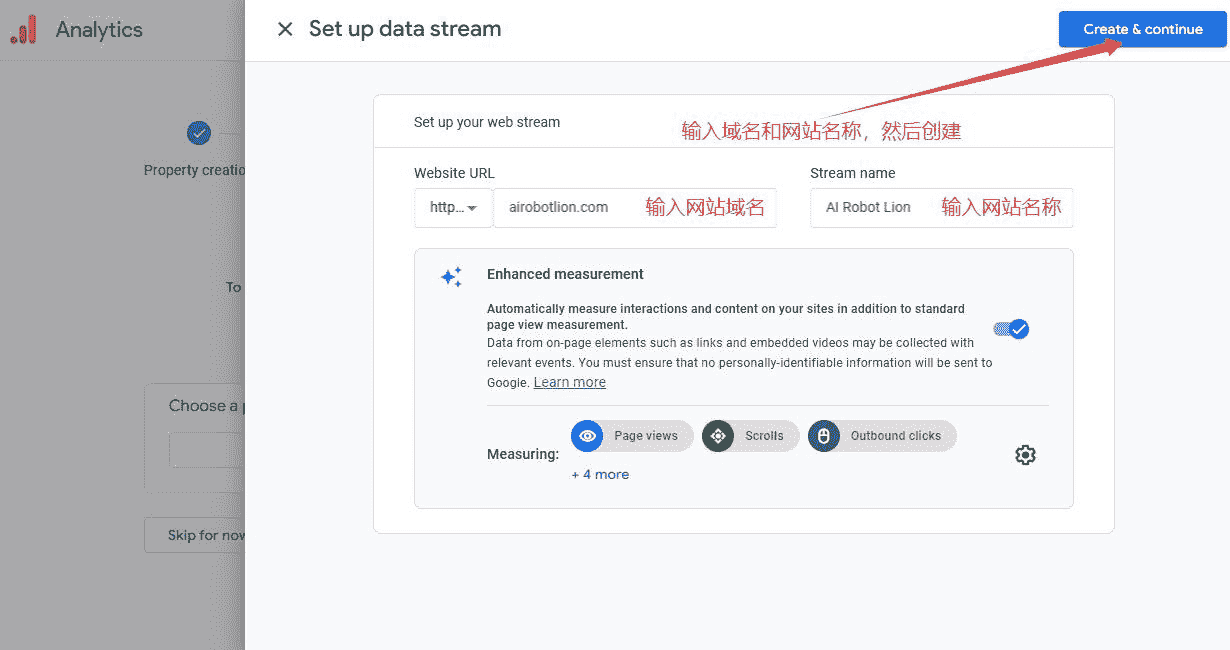 Analytics
Set up data stream
Create & continue
Property creatio
Set up your web stream
输入域名和网站名称，然后创建
Website URL
Stream name
http...
airobotlion.com
输入网站域名
AI Robot Lion
输入网站名称
Enhanced measurement
To
Automatically measure interactions and content on your sites in addition to standard
page view measurement.
Data from on-page elements such as links and embedded videos may be collected with
relevant events. You must ensure that no personally-identifiable information will be sent to
Google. Learn more
Choose a p
Measuring:
Page views
Scrolls
Outbound clicks
+ 4 more
Skip for now